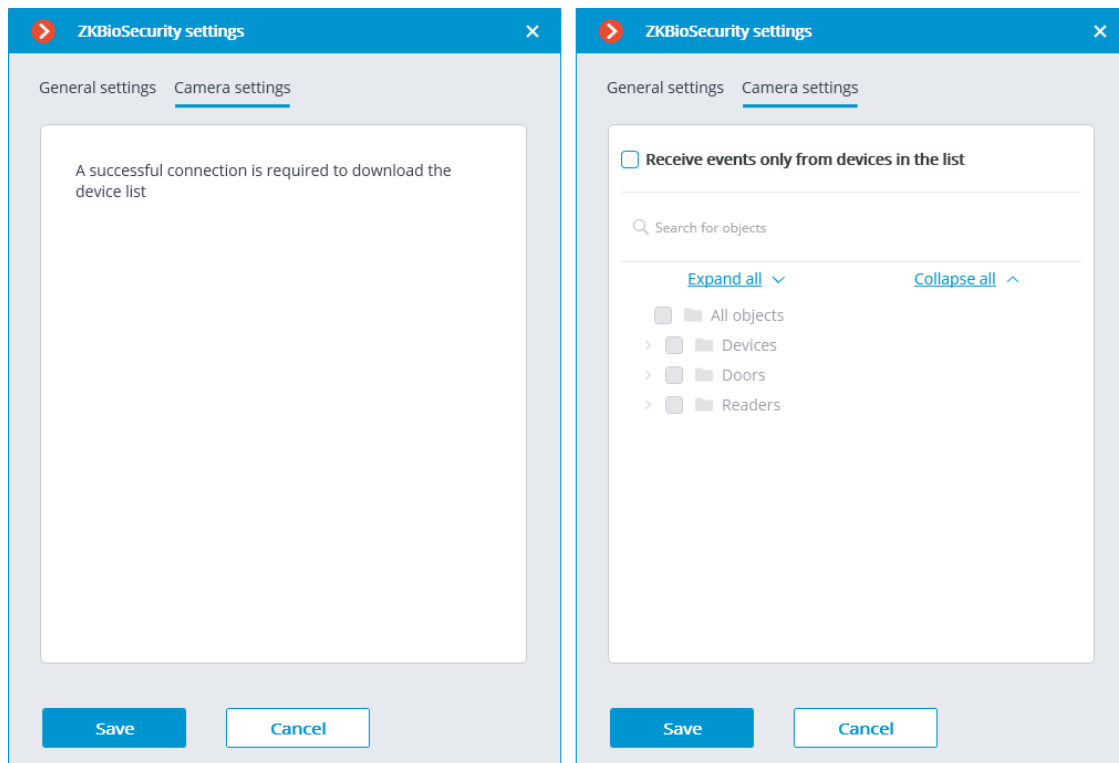 ZKBioSecurity settings
General settings Camera settings
A successful connection is required to download the
device list
Save Cancel
ZKBioSecurity settings
General settings Camera settings
Receive events only from devices in the list
Search for objects
Expand all Collapse all
All objects
Devices
Doors
Readers
Save Cancel